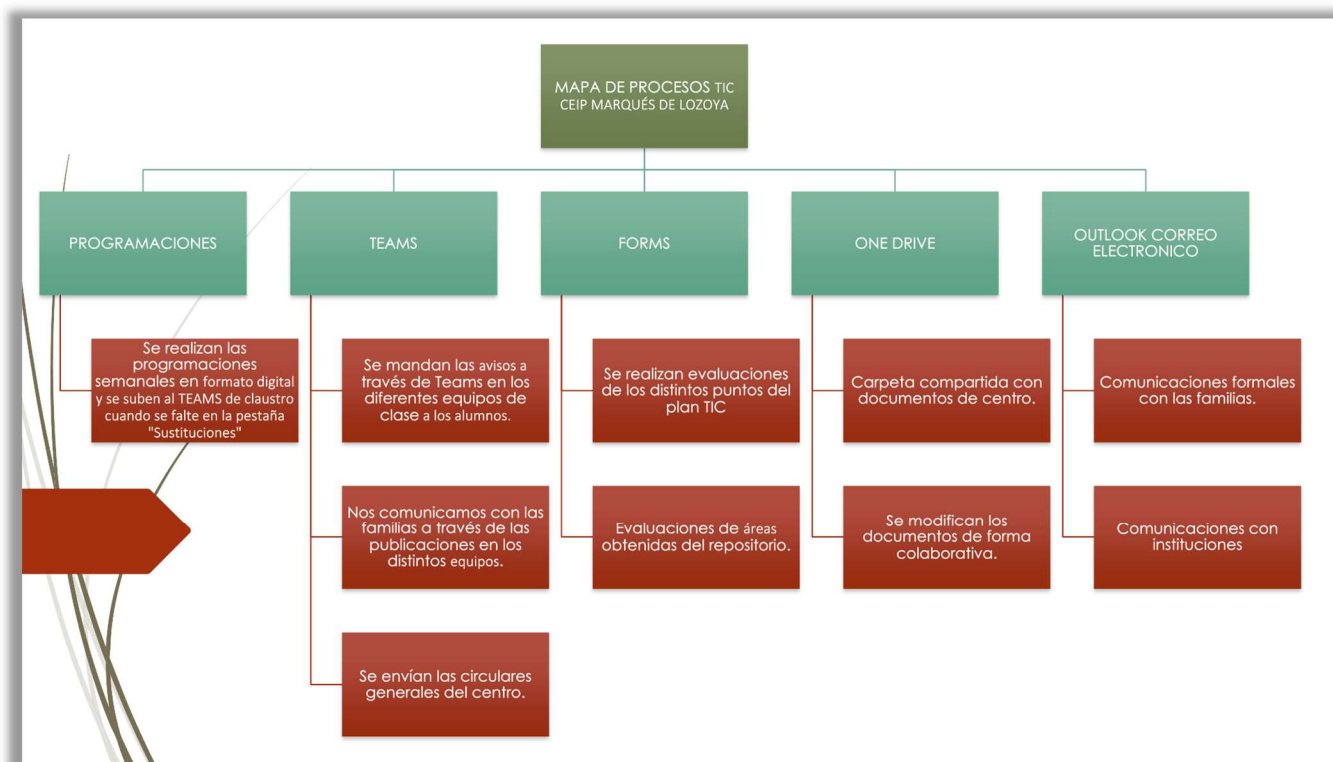 MAPA DE PROCESOS TIC
CEIP MARQUÉS DE LOZOYA
PROGRAMACIONES
TEAMS
FORMS
ONE DRIVE
OUTLOOK CORREO
ELECTRONICO
Se realizan las
programaciones
semanales en formato digital
y se suben al TEAMS de claustro
cuando se falte en la pestaña
"Sustituciones"
Se mandan las avisos a
través de Teams en los
diferentes equipos de
clase a los alumnos.
Nos comunicamos con las
familias a través de las
publicaciones en los
distintos equipos.
Se envían las circulares
generales del centro.
Se realizan evaluaciones
de los distintos puntos del
plan TIC
Evaluaciones de áreas
obtenidas del repositorio.
Carpeta compartida con
documentos de centro.
Se modifican los
documentos de forma
colaborativa.
Comunicaciones formales
con las familias.
Comunicaciones con
instituciones